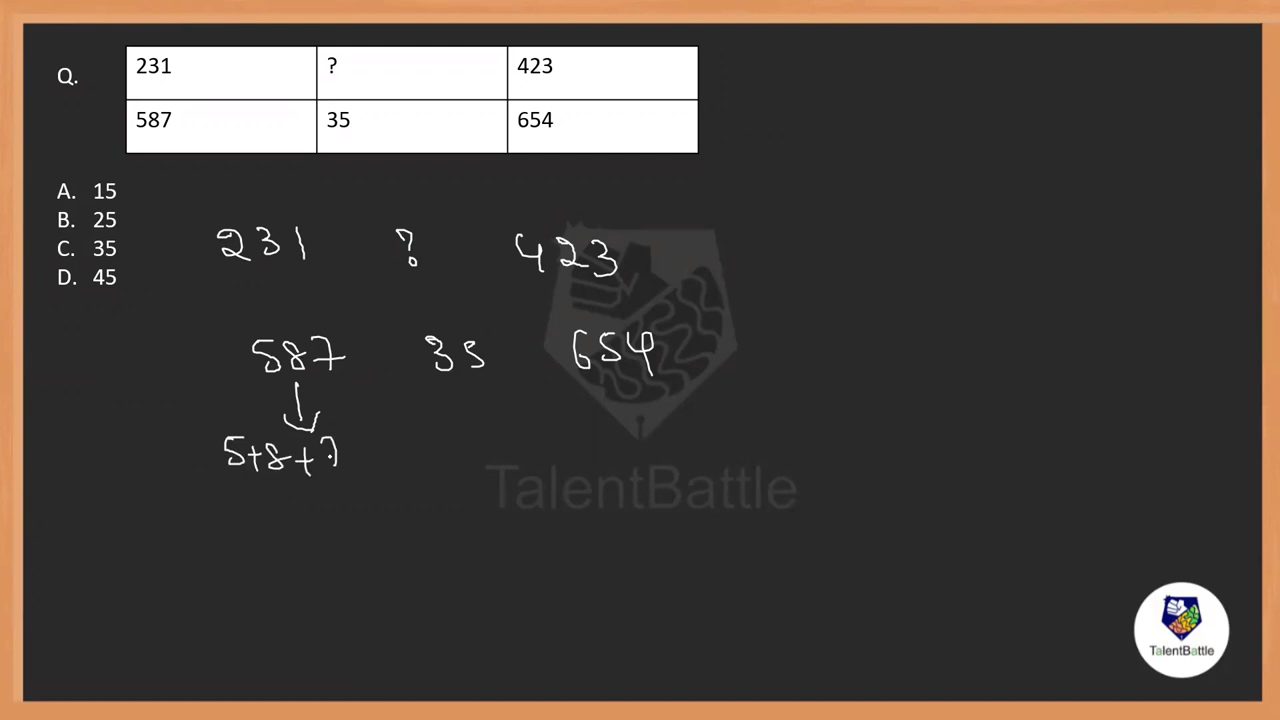 Q.
231 ? 423
587 35 654
A. 15
B. 25
C. 35
D. 45
231 ? 423
587 35 654
5+8+7
TalentBattle
TalentBattle